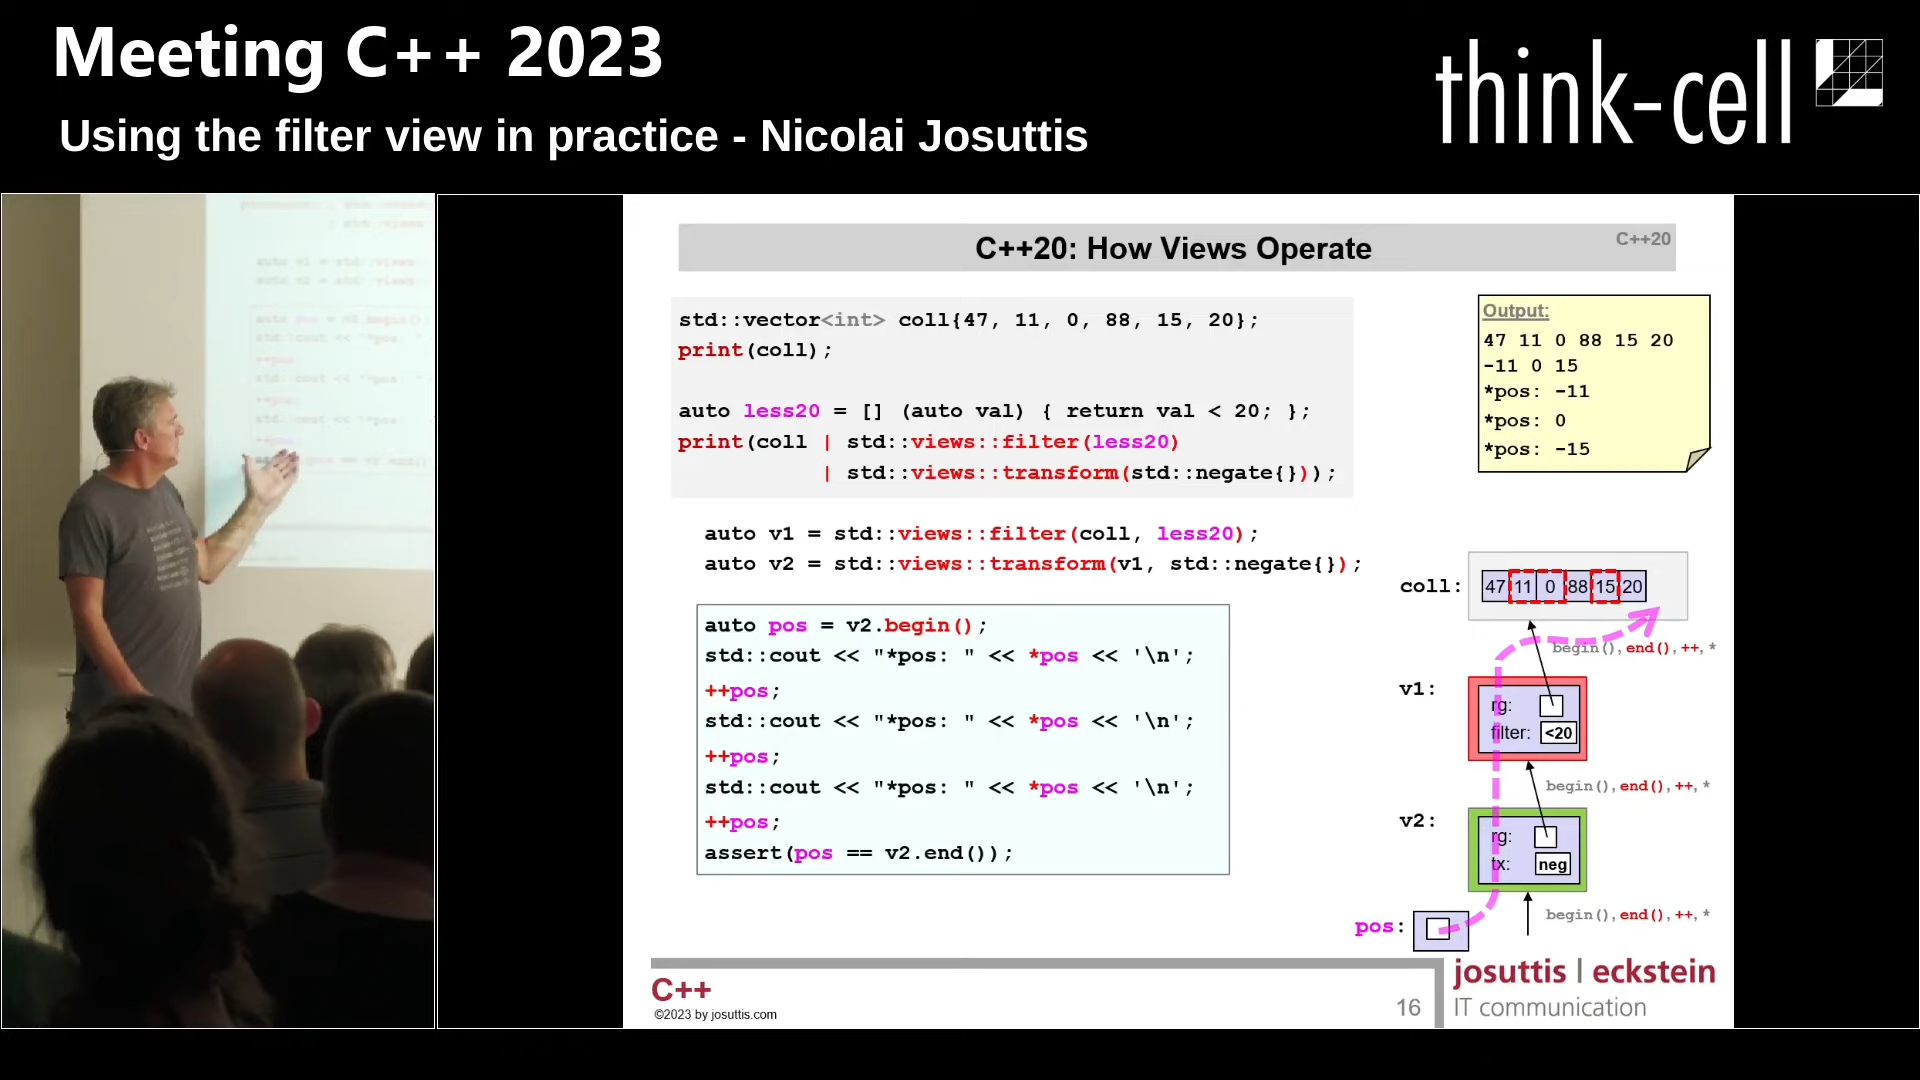 Meeting C++ 2023
Using the filter view in practice - Nicolai Josuttis
think-cell
C++20: How Views Operate
C++20
std::vector<int> coll{47, 11, 0, 88, 15, 20};
print(coll);
auto less20 = [] (auto val) { return val < 20; };
print(coll | std::views::filter(less20)
| std::views::transform(std::negate{}));
auto v1 = std::views::filter(coll, less20);
auto v2 = std::views::transform(v1, std::negate{});
auto pos = v2.begin();
std::cout << "*pos: " << *pos << '\n';
++pos;
std::cout << "*pos: " << *pos << '\n';
++pos;
std::cout << "*pos: " << *pos << '\n';
++pos;
assert(pos == v2.end());
Output:
47 11 0 88 15 20
-11 0 15
*pos: -11
*pos: 0
*pos: -15
coll: 47 11 0 88 15 20
begin(), end(), ++, *
v1:
rg:
filter: <20
begin(), end(), ++, *
v2:
rg:
tx: neg
begin(), end(), ++, *
pos:
C++
©2023 by josuttis.com
16
josuttis | eckstein
IT communication